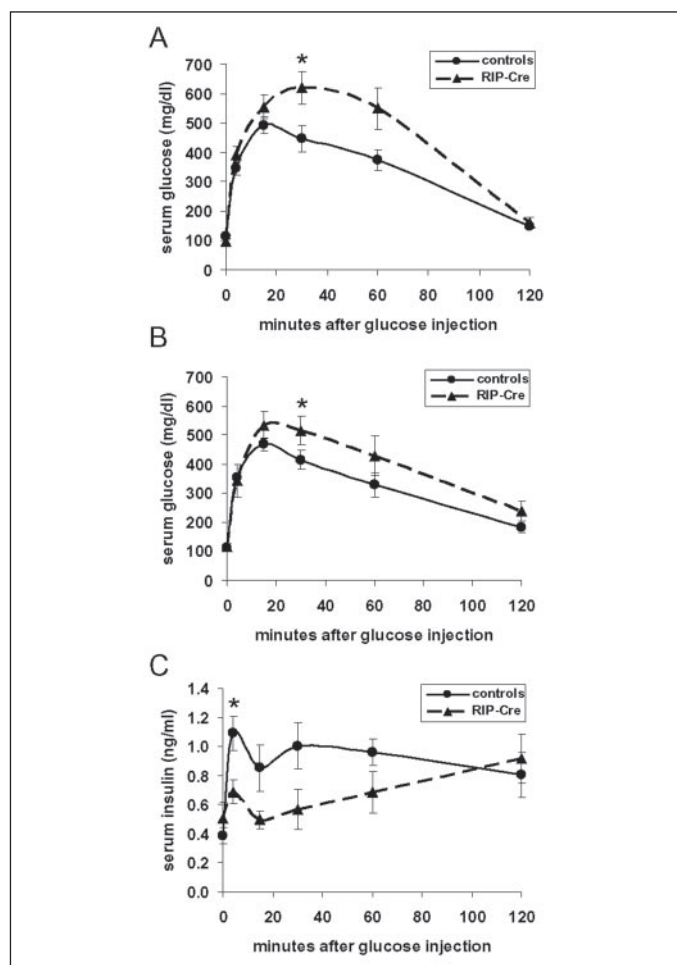 A
*
controls
RIP-Cre
700
600
500
400
300
200
100
0
serum glucose (mg/dl)
0 20 40 60 80 100 120
minutes after glucose injection
B
*
controls
RIP-Cre
700
600
500
400
300
200
100
0
serum glucose (mg/dl)
0 20 40 60 80 100 120
minutes after glucose injection
C
*
controls
RIP-Cre
1.4
1.2
1.0
0.8
0.6
0.4
0.2
0.0
serum insulin (ng/ml)
0 20 40 60 80 100 120
minutes after glucose injection